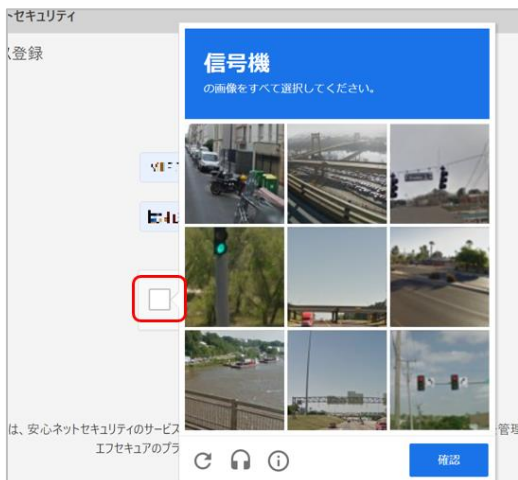 トセキュリティ
登録
信号機
の画像をすべて選択してください。
は、安心ネットセキュリティのサービス
管理
エフセキュアのプラ
確認